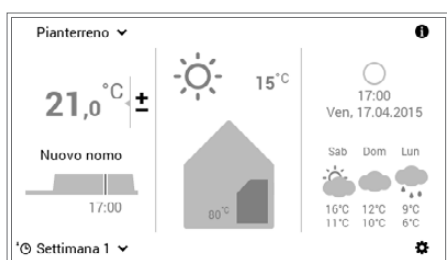 Pianterreno
21,0 °C ±
15°C
17:00
Ven, 17.04.2015
Nuovo nomo
17:00
80°C
Sab Dom Lun
16°C 12°C 9°C
11°C 10°C 6°C
Settimana 1